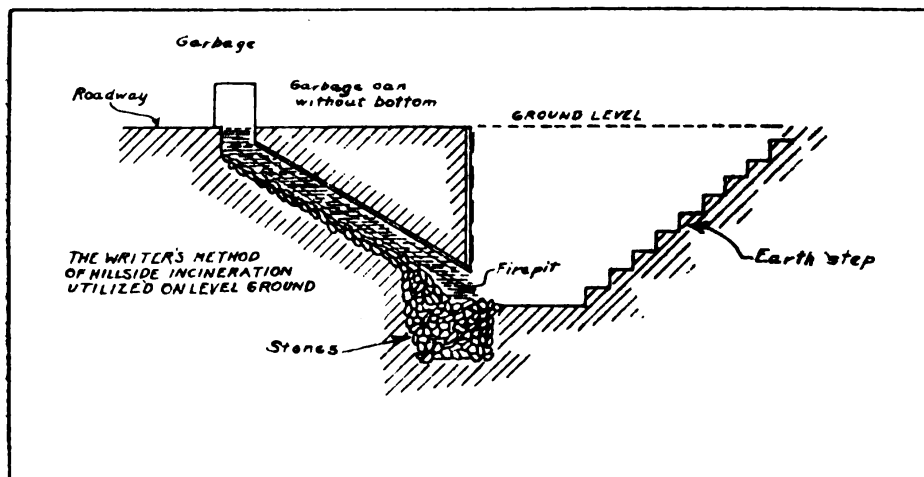 Garbage
Roadway
Garbage can
without bottom
GROUND LEVEL
THE WRITER'S METHOD
OF HILLSIDE INCINERATION
UTILIZED ON LEVEL GROUND
Firepit
Earth step
Stones